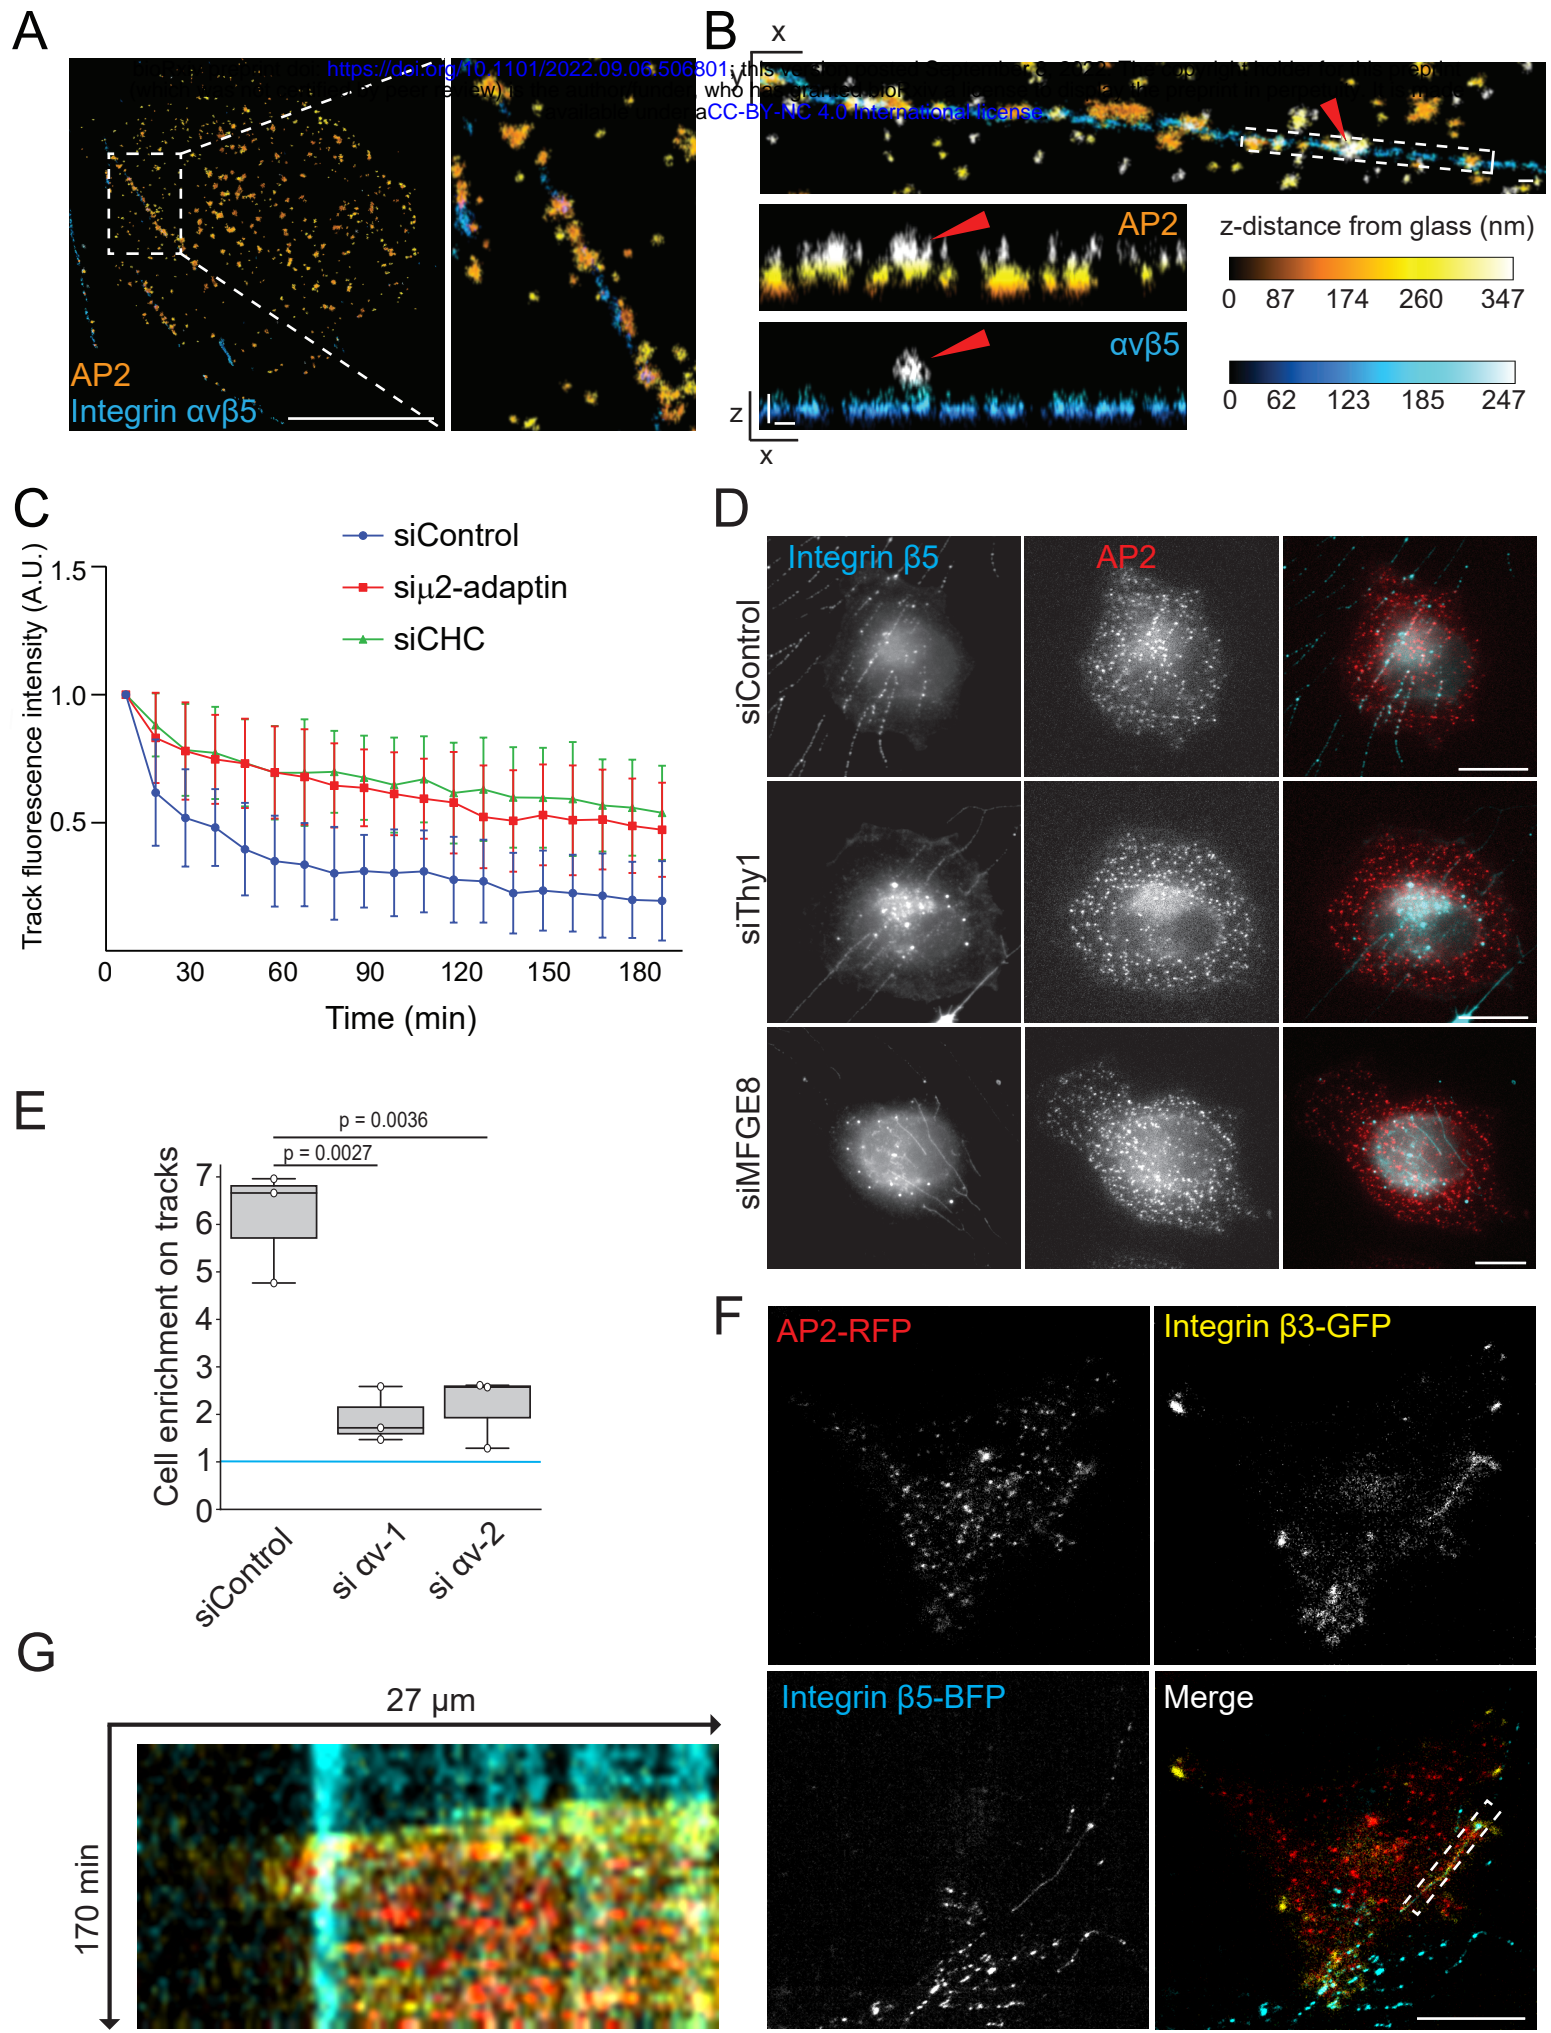 A
https://doi.org/10.1101/2022.09.06.506801;
who
a CC-BY-NC 4.0 International license
AP2
Integrin αvβ5
B
x
y
AP2
αvβ5
z
x
z-distance from glass (nm)
0 87 174 260 347
0 62 123 185 247
C
Track fluorescence intensity (A.U.)
siControl
siμ2-adaptin
siCHC
1.5
1.0
0.5
0 30 60 90 120 150 180
Time (min)
D
Integrin β5
AP2
siControl
siThy1
siMFGE8
E
Cell enrichment on tracks
p = 0.0036
p = 0.0027
7
6
5
4
3
2
1
0
siControl
si αv-1
si αv-2
F
AP2-RFP
Integrin β3-GFP
Integrin β5-BFP
Merge
G
27 μm
170 min